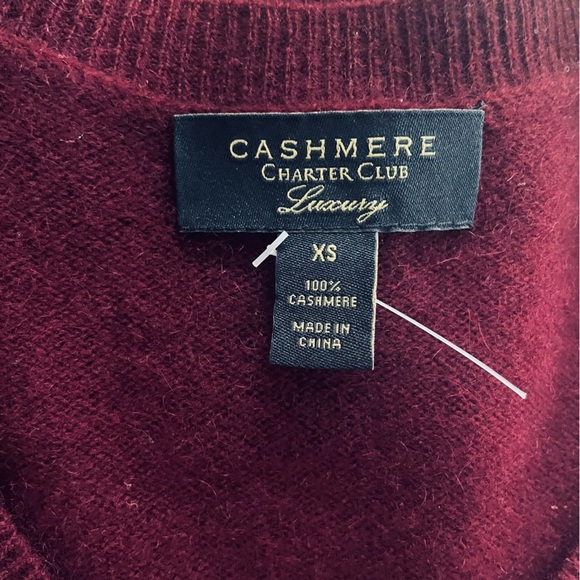 CASHMERE
CHARTER CLUB
Luxury
XS
100%
CASHMERE
MADE IN
CHINA